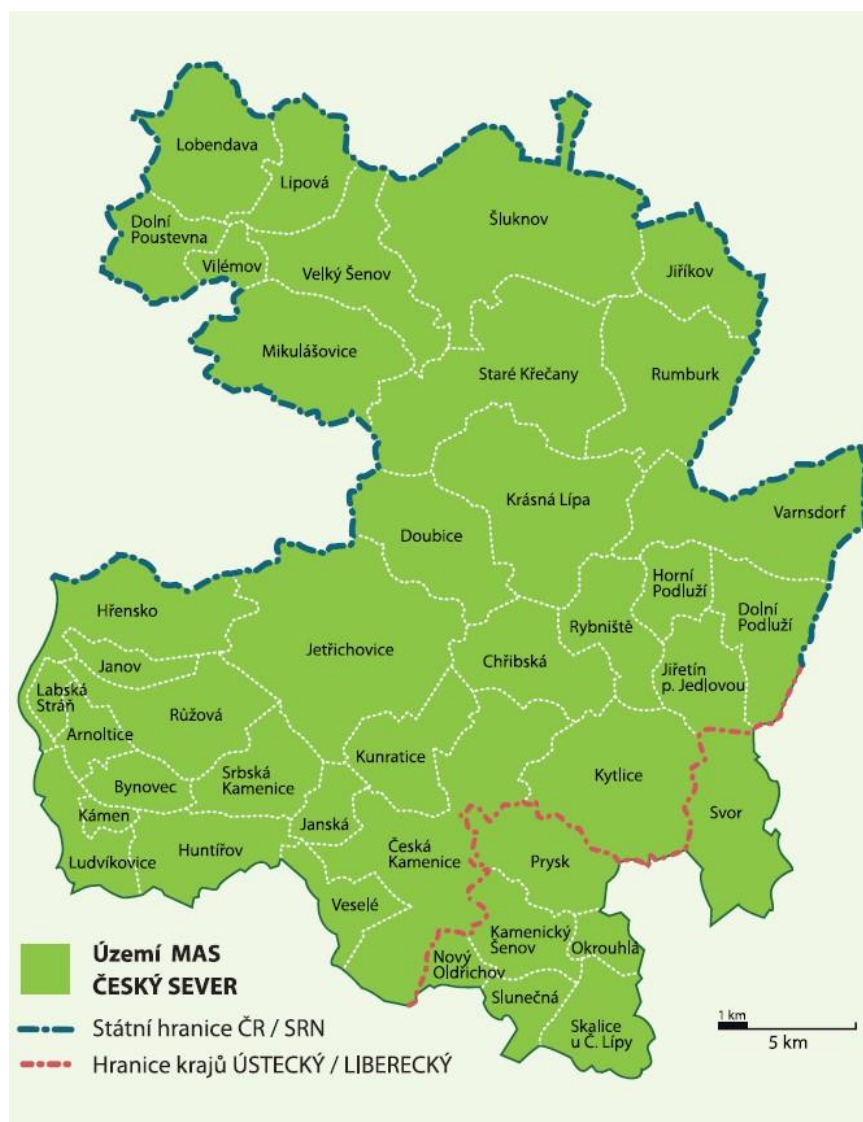 Lobendava
Lipová
Šluknov
Dolní
Poustevna
Vilémov
Velký Šenov
Jiříkov
Mikulášovice
Staré Křečany
Rumburk
Krásná Lípa
Varnsdorf
Doubice
Horní
Podluží
Hřensko
Rybniště
Dolní
Podluží
Jetřichovice
Chřibská
Janov
Jiřetín
p. Jedlovou
Labská
Stráň
Růžová
Arnoltice
Kunratice
Srbská
Kamenice
Bynovec
Kytlice
Svor
Kámen
Janská
Česká
Kamenice
Huntířov
Ludvíkovice
Prysk
Veselé
Kamenický
Šenov
Okrouhlá
Nový
Oldřichov
Slunečná
Skalice
u Č. Lípy
Území MAS
ČESKÝ SEVER
Státní hranice ČR / SRN
Hranice krajů ÚSTECKÝ / LIBERECKÝ
1 km
5 km